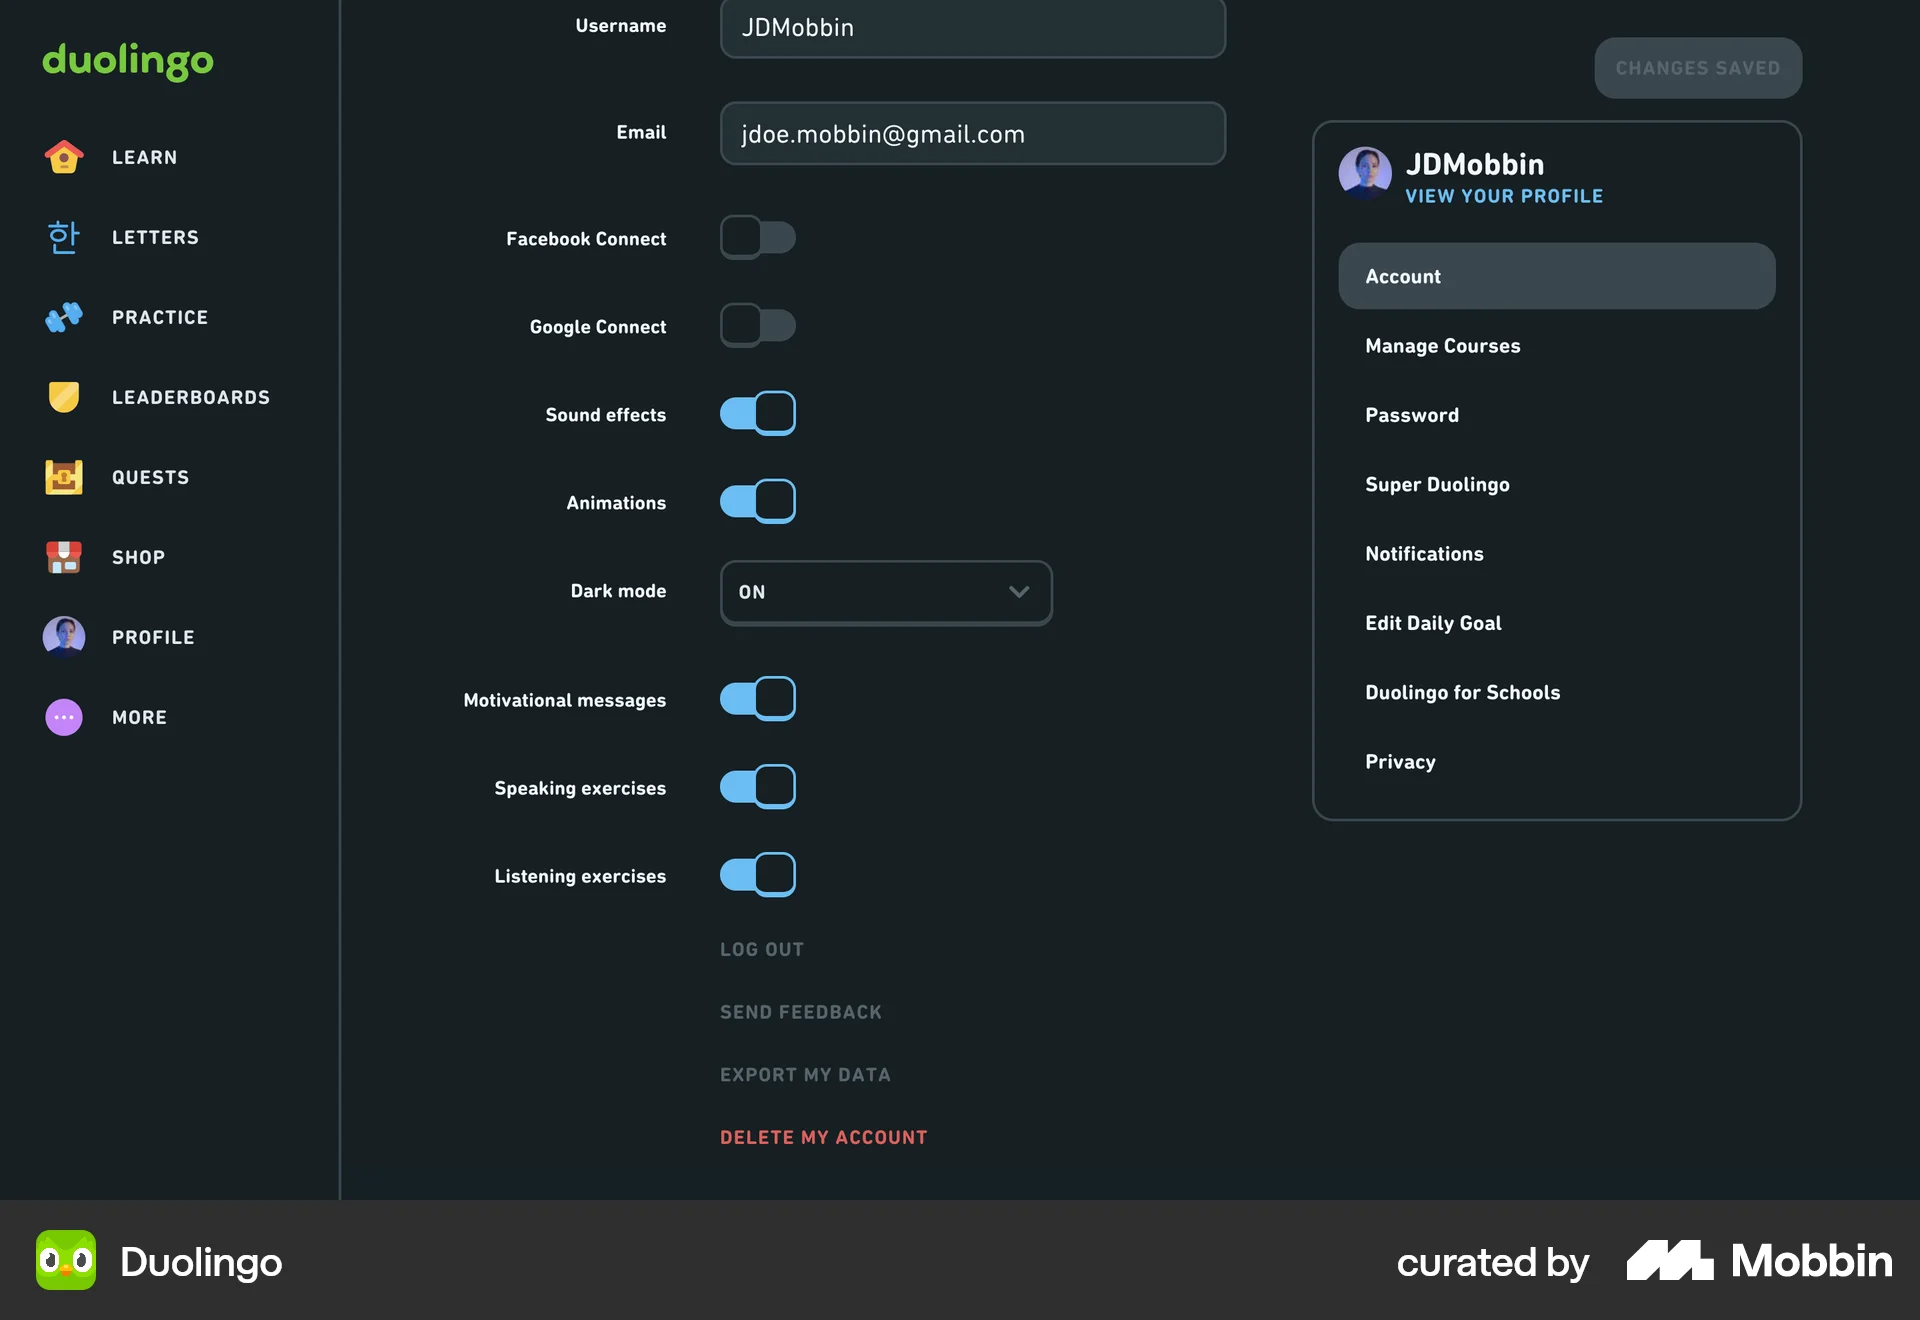 duolingo
LEARN
한
LETTERS
PRACTICE
LEADERBOARDS
QUESTS
SHOP
PROFILE
MORE
Username
JDMobbin
Email
jdoe.mobbin@gmail.com
Facebook Connect
Google Connect
Sound effects
Animations
Dark mode
ON
Motivational messages
Speaking exercises
Listening exercises
LOG OUT
SEND FEEDBACK
EXPORT MY DATA
DELETE MY ACCOUNT
CHANGES SAVED
JDMobbin
VIEW YOUR PROFILE
Account
Manage Courses
Password
Super Duolingo
Notifications
Edit Daily Goal
Duolingo for Schools
Privacy
Duolingo
curated by Mobbin